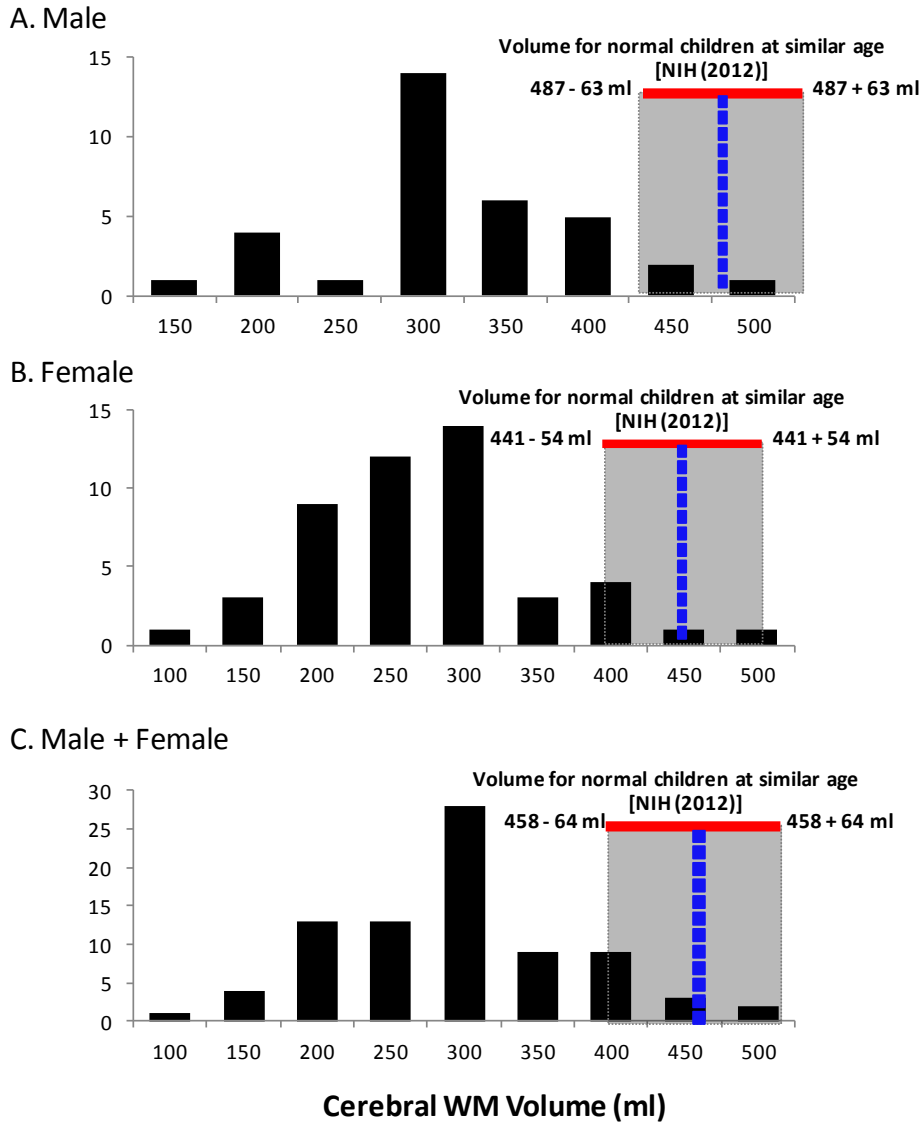 A. Male
Volume for normal children at similar age
[NIH (2012)]
487 - 63 ml
487 + 63 ml
15
10
5
0
150 200 250 300 350 400 450 500
B. Female
Volume for normal children at similar age
[NIH (2012)]
441 - 54 ml
441 + 54 ml
15
10
5
0
100 150 200 250 300 350 400 450 500
C. Male + Female
Volume for normal children at similar age
[NIH (2012)]
458 - 64 ml
458 + 64 ml
30
25
20
15
10
5
0
100 150 200 250 300 350 400 450 500
Cerebral WM Volume (ml)